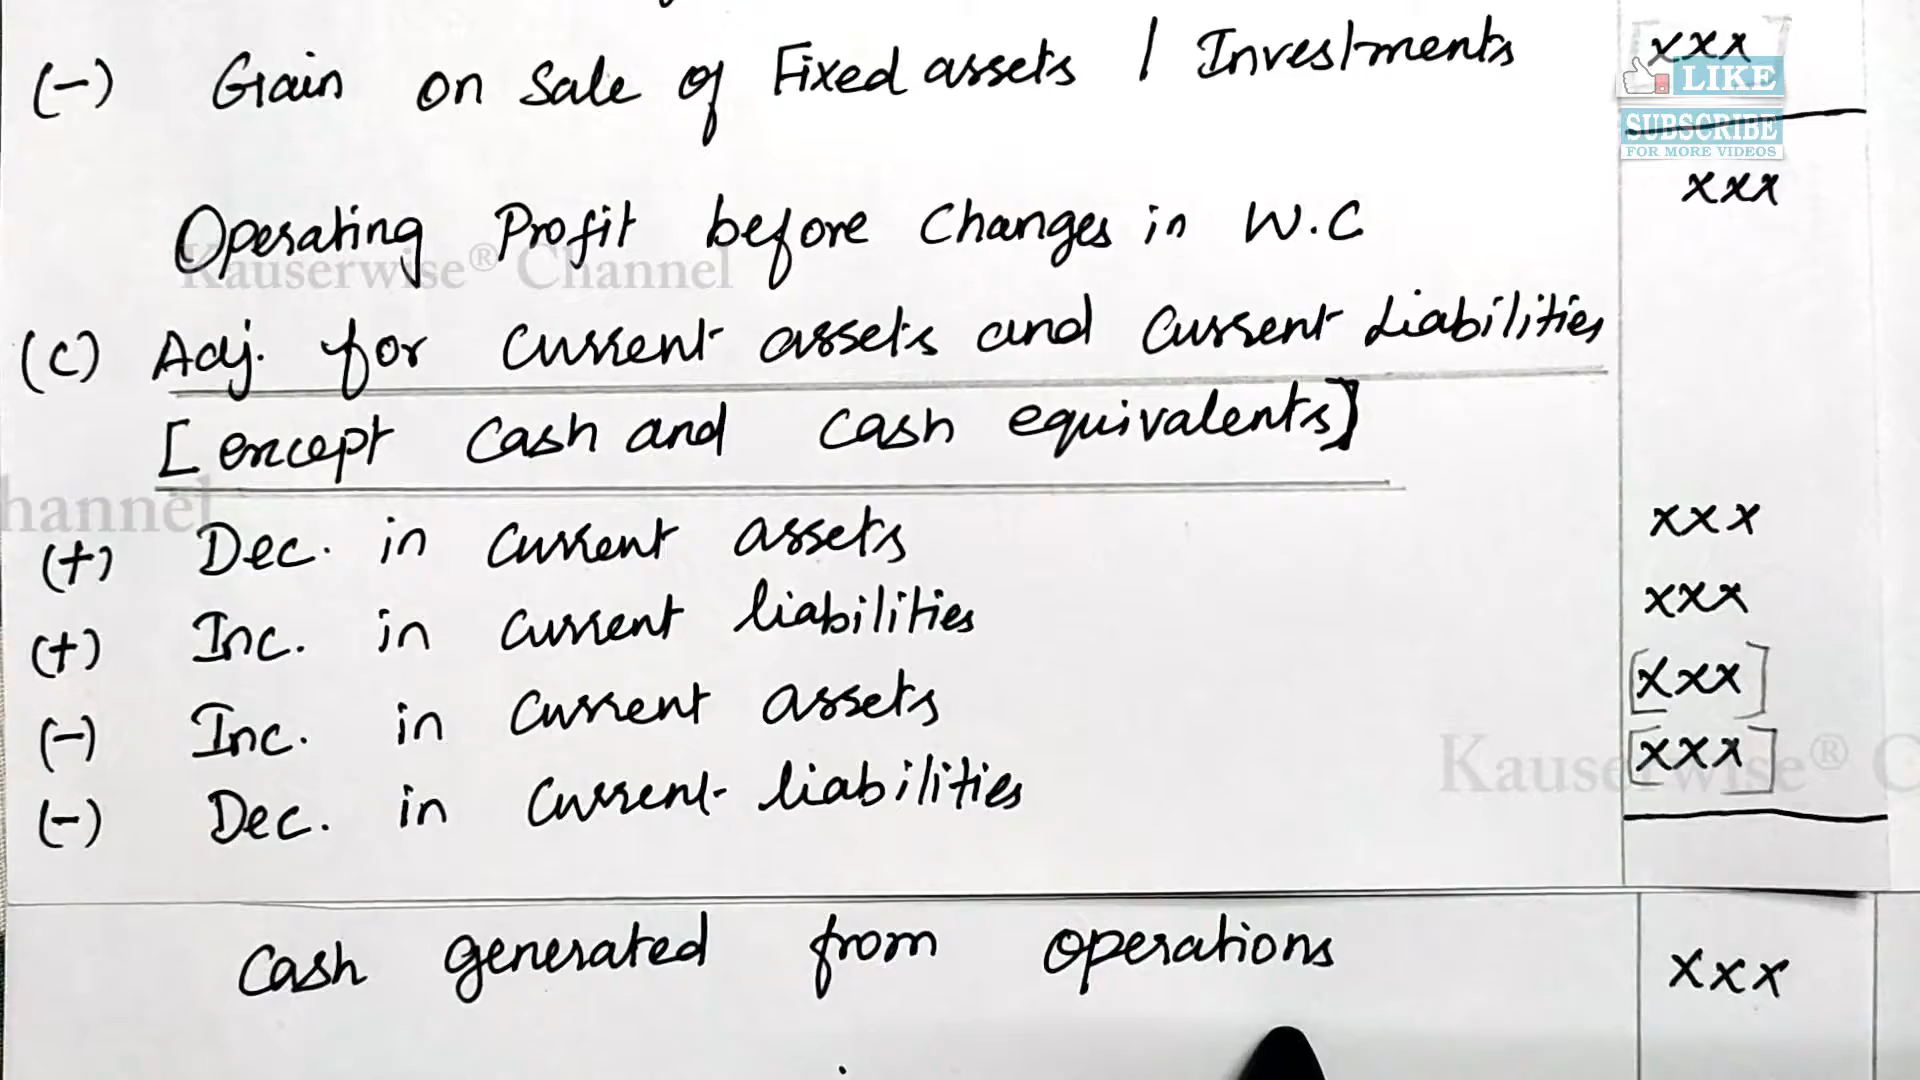 (-) Gain on Sale of Fixed assets / Investments [xxx]
LIKE
SUBSCRIBE
FOR MORE VIDEOS
xxx
Operating Profit before Changes in W.C
Kauserwise® Channel
(C) Adj. for Current assets and Current Liabilities
[except Cash and Cash equivalents]
hannel
(+) Dec. in Current assets xxx
(+) Inc. in Current liabilities xxx
(-) Inc. in Current assets [xxx]
(-) Dec. in Current liabilities [xxx]
Kauserwise® C
Cash generated from operations xxx